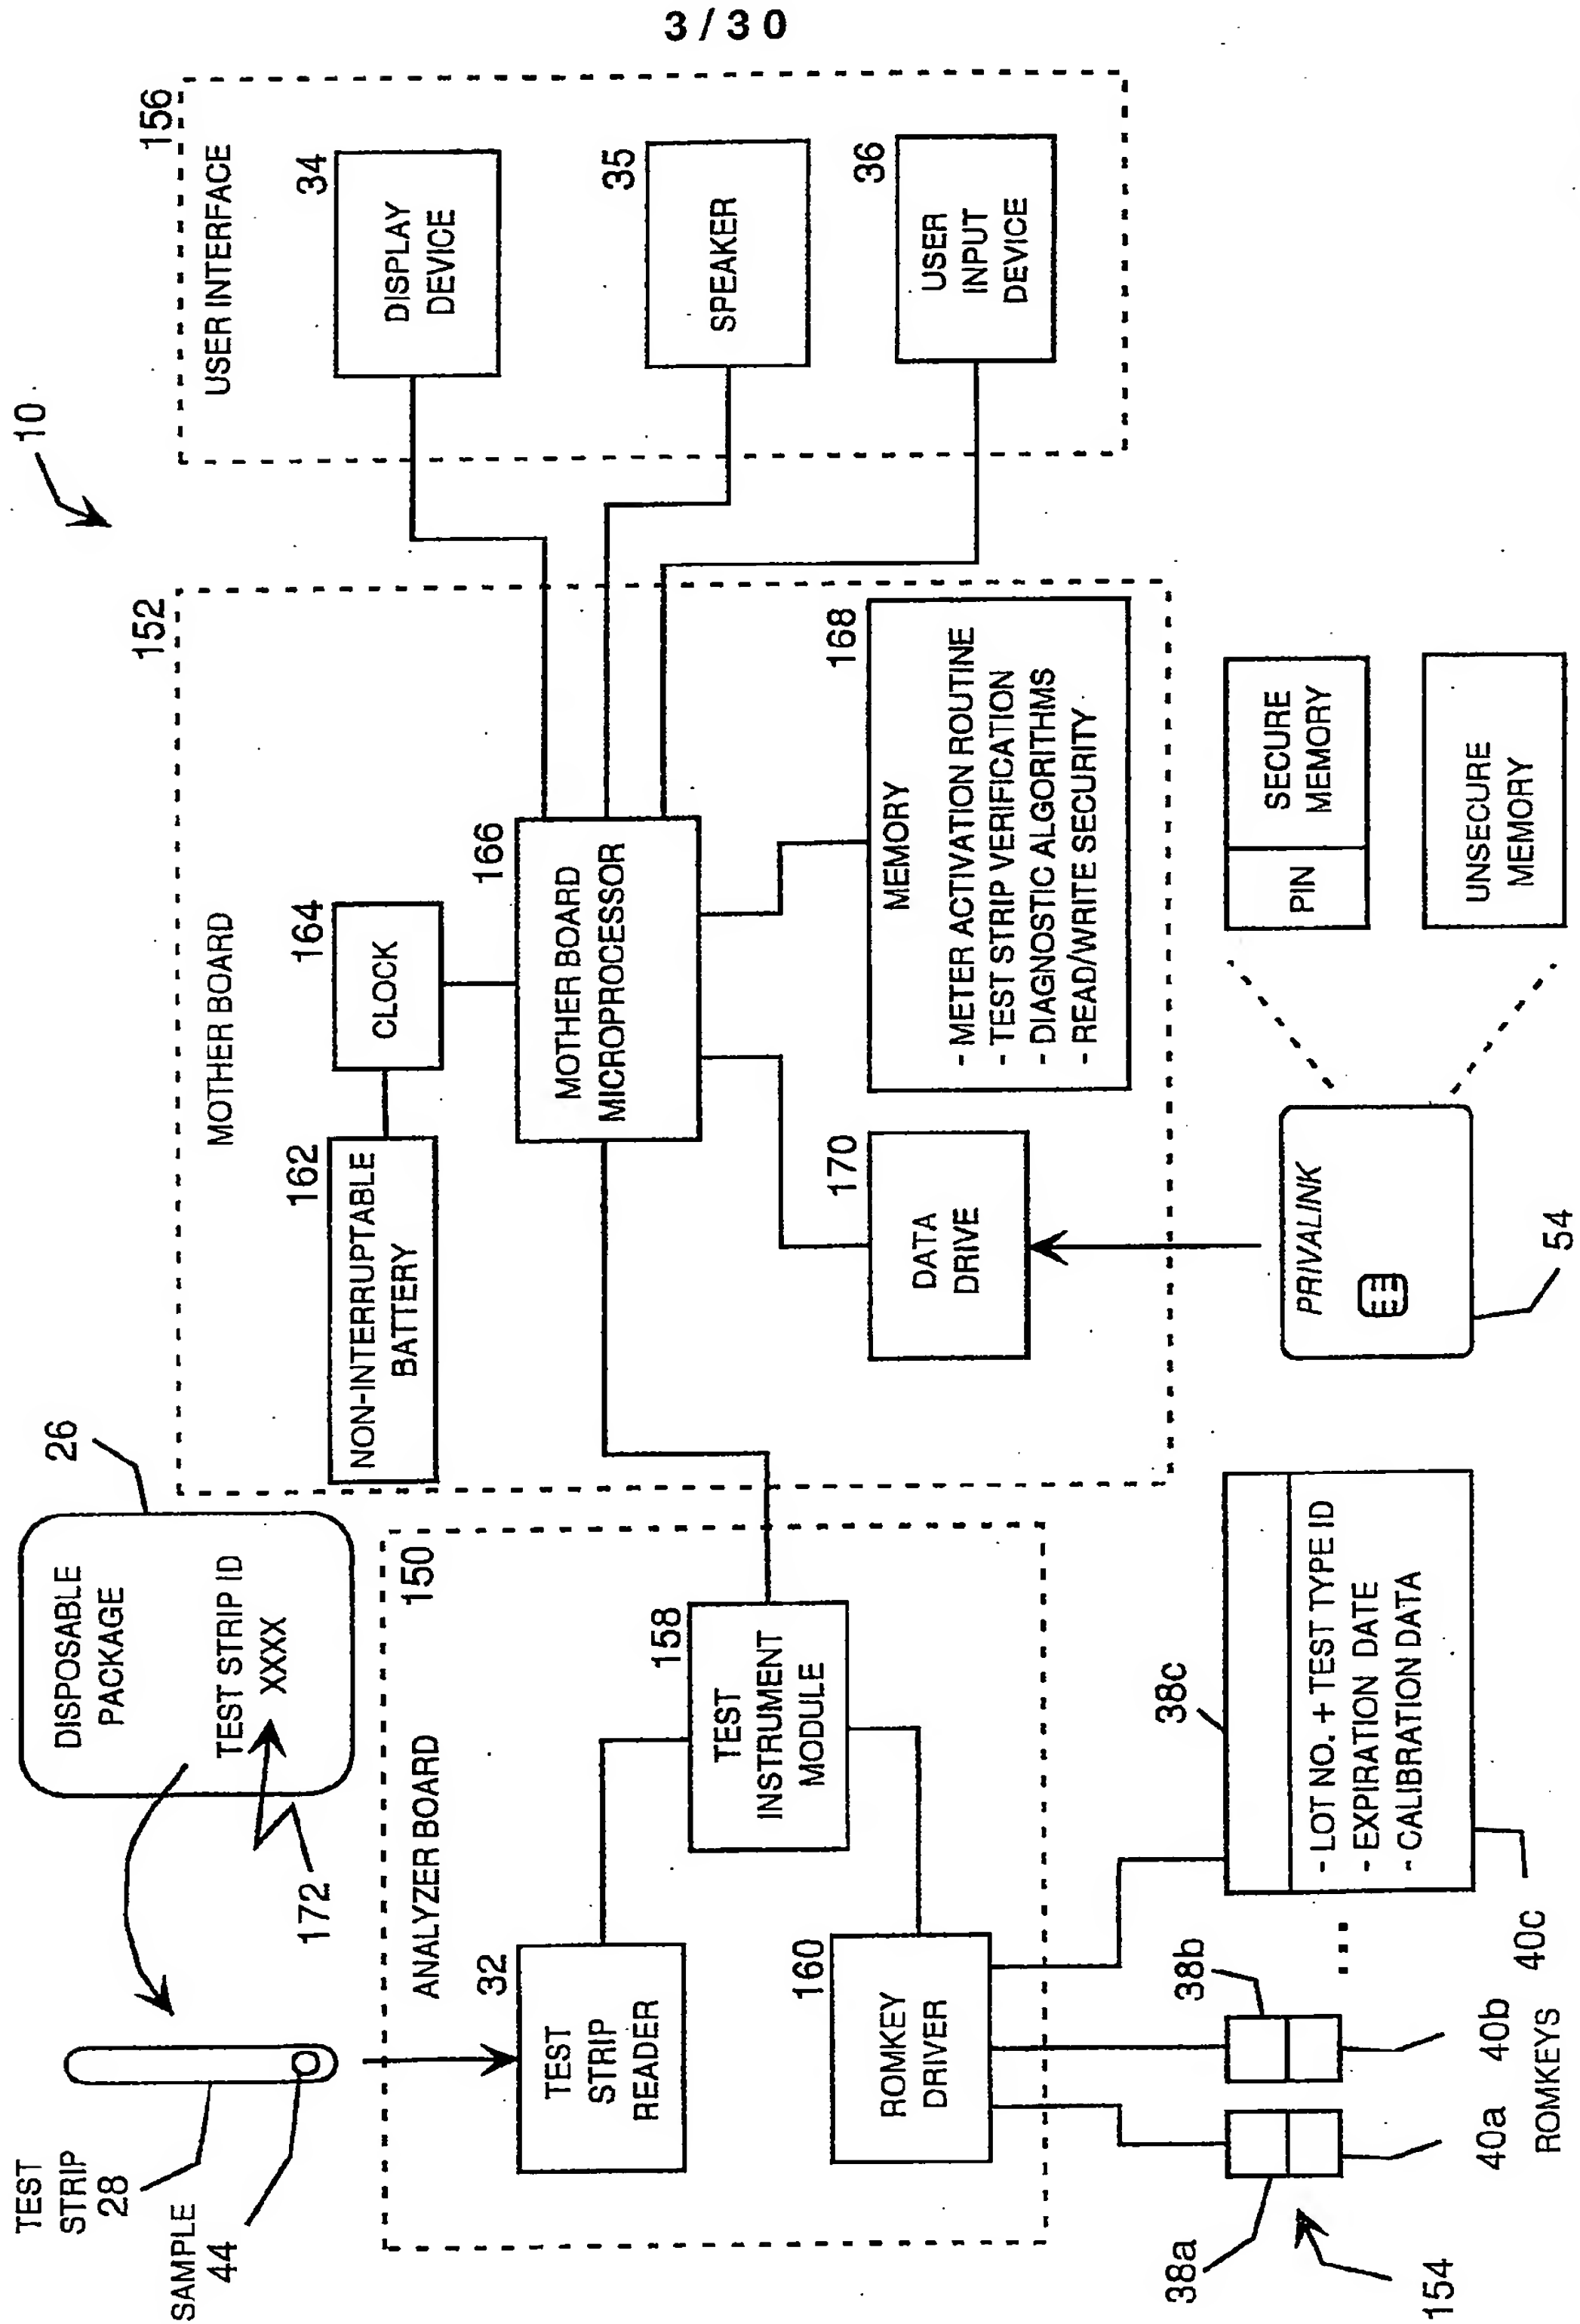 3/30
10
TEST
STRIP
28
SAMPLE
44
DISPOSABLE
PACKAGE
TEST STRIP ID
XXXX
26
172
ANALYZER BOARD
150
32
TEST
STRIP
READER
158
TEST
INSTRUMENT
MODULE
160
ROMKEY
DRIVER
MOTHER BOARD
152
162
NON-INTERRUPTABLE
BATTERY
164
CLOCK
166
MOTHER BOARD
MICROPROCESSOR
170
DATA
DRIVE
168
MEMORY
- METER ACTIVATION ROUTINE
- TEST STRIP VERIFICATION
- DIAGNOSTIC ALGORITHMS
- READ/WRITE SECURITY
156
USER INTERFACE
34
DISPLAY
DEVICE
35
SPEAKER
36
USER
INPUT
DEVICE
38a
38b
38c
- LOT NO. + TEST TYPE ID
- EXPIRATION DATE
- CALIBRATION DATA
...
154
40a
40b
40c
ROMKEYS
PRIVALINK
54
PIN
SECURE
MEMORY
UNSECURE
MEMORY